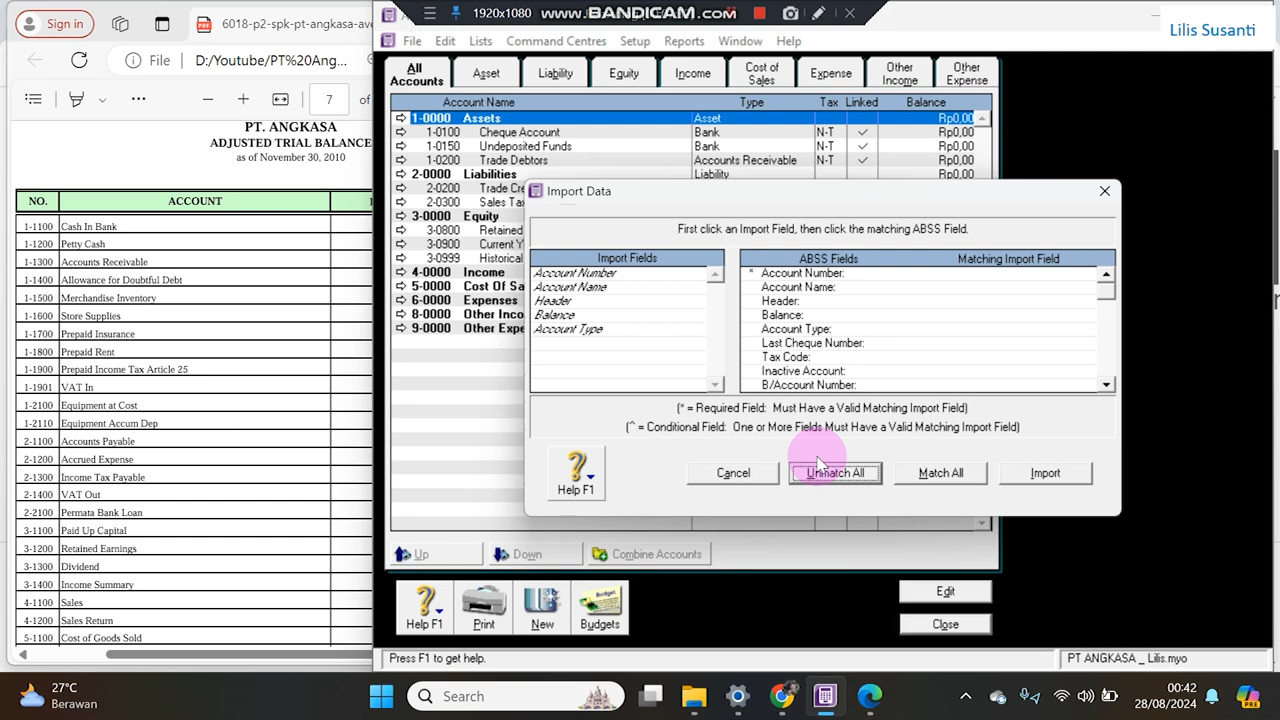 Sign in
6018-p2-spk-pt-angkasa-ave
File
D:/Youtube/PT%20Ang...
7
of
PT. ANGKASA
ADJUSTED TRIAL BALANCE
as of November 30, 2010
NO. ACCOUNT
1-1100 Cash In Bank
1-1200 Petty Cash
1-1300 Accounts Receivable
1-1400 Allowance for Doubtful Debt
1-1500 Merchandise Inventory
1-1600 Store Supplies
1-1700 Prepaid Insurance
1-1800 Prepaid Rent
1-1900 Prepaid Income Tax Article 25
1-1901 VAT In
1-2100 Equipment at Cost
1-2110 Equipment Accum Dep
2-1100 Accounts Payable
2-1200 Accrued Expense
2-1300 Income Tax Payable
2-1400 VAT Out
2-2100 Permata Bank Loan
3-1100 Paid Up Capital
3-1200 Retained Earnings
3-1300 Dividend
3-1400 Income Summary
4-1100 Sales
4-1200 Sales Return
5-1100 Cost of Goods Sold
1920x1080 www.BANDICAM.com
Lilis Susanti
File Edit Lists Command Centres Setup Reports Window Help
All Accounts
Asset
Liability
Equity
Income
Cost of Sales
Expense
Other Income
Other Expense
Account Name Type Tax Linked Balance
1-0000 Assets Asset Rp0,00
1-0100 Cheque Account Bank N-T Rp0,00
1-0150 Undeposited Funds Bank N-T Rp0,00
1-0200 Trade Debtors Accounts Receivable N-T Rp0,00
2-0000 Liabilities Liability Rp0,00
2-0200 Trade Cre
2-0300 Sales Tax
3-0000 Equity
3-0800 Retained
3-0900 Current Y
3-0999 Historical
4-0000 Income
5-0000 Cost Of Sa
6-0000 Expenses
8-0000 Other Inco
9-0000 Other Expe
Import Data
First click an Import Field, then click the matching ABSS Field.
Import Fields
Account Number
Account Name
Header
Balance
Account Type
ABSS Fields Matching Import Field
* Account Number:
Account Name:
Header:
Balance:
Account Type:
Last Cheque Number:
Tax Code:
Inactive Account:
B/Account Number:
(* = Required Field: Must Have a Valid Matching Import Field)
(^ = Conditional Field: One or More Fields Must Have a Valid Matching Import Field)
Help F1
Cancel
Unmatch All
Match All
Import
Up
Down
Combine Accounts
Help F1
Print
New
Budgets
Edit
Close
Press F1 to get help.
PT ANGKASA _ Lilis.myo
27°C
Berawan
Search
00:42
28/08/2024